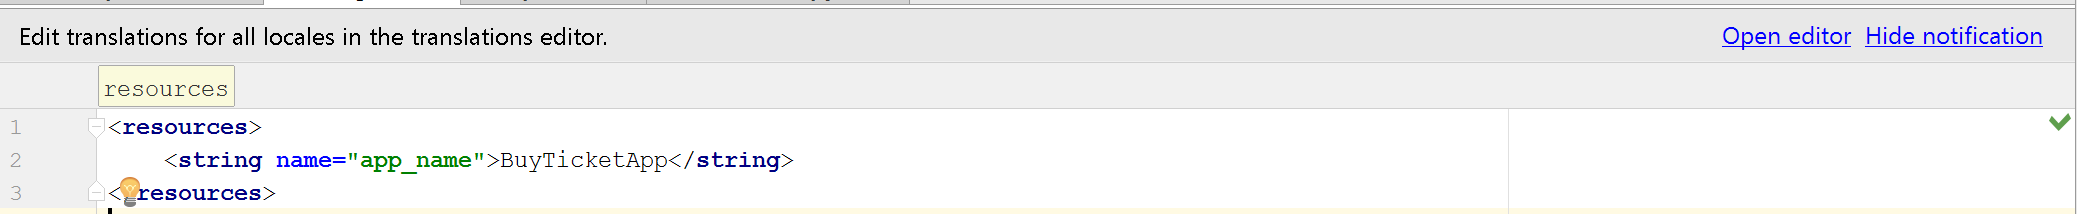 Edit translations for all locales in the translations editor. Open editor Hide notification
resources
1 <resources>
2 <string name="app_name">BuyTicketApp</string>
3 </resources>